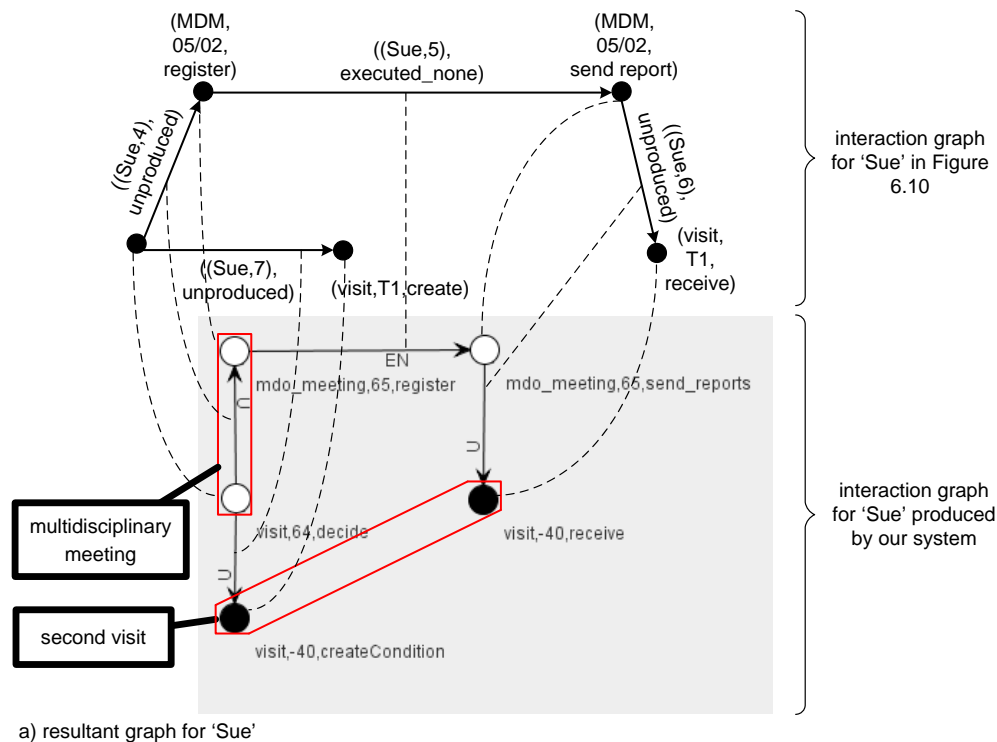 (MDM,
05/02,
register)
((Sue,5),
executed_none)
(MDM,
05/02,
send report)
((Sue,4),
unproduced)
((Sue,6),
unproduced)
((Sue,7),
unproduced)
(visit,T1,create)
(visit,
T1,
receive)
interaction graph
for ‘Sue’ in Figure
6.10
EN
mdo_meeting,65,register
mdo_meeting,65,send_reports
U
U
multidisciplinary
meeting
visit,64,decide
visit,-40,receive
interaction graph
for ‘Sue’ produced
by our system
U
second visit
visit,-40,createCondition
a) resultant graph for ‘Sue’